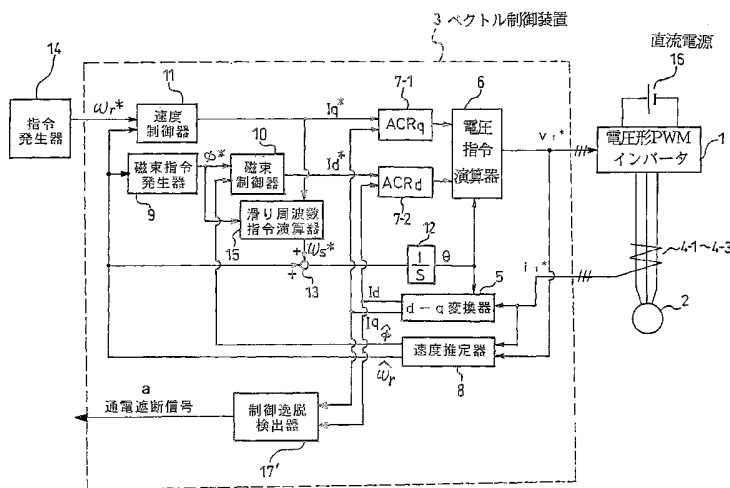 3 ベクトル制御装置
直流電源
16
14
指令
発生器
ωr*
11
速度
制御器
Iq*
7-1
ACRq
6
電圧
指令
演算器
v₁*
電圧形PWM
インバータ
1
磁束指令
発生器
9
φ*
10
磁束
制御器
Id*
ACRd
7-2
滑り周波数
指令演算器
15
+
ωs*
+
13
12
1
S
θ
4-1~4-3
i₁*
5
d-q変換器
Id
Iq
φ^
2
速度推定器
8
ω^r
a
通電遮断信号
制御逸脱
検出器
17'